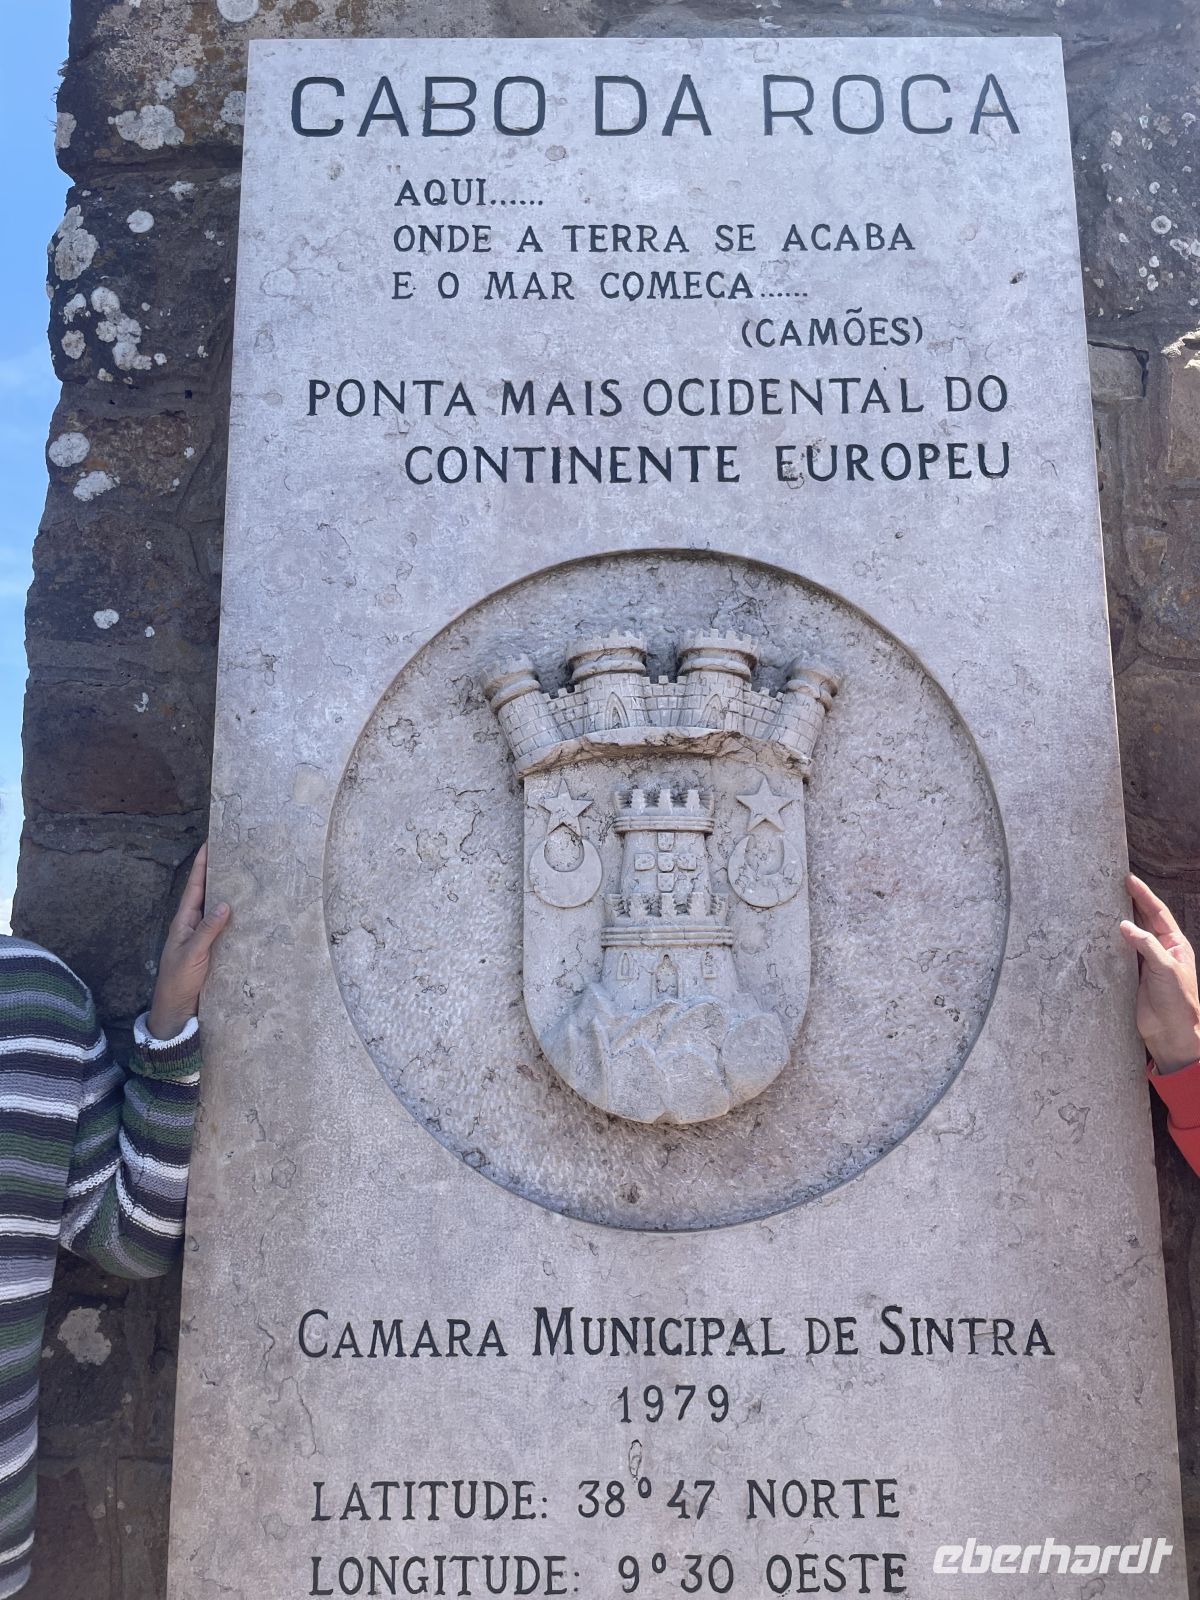 CABO DA ROCA
AQUI......
ONDE A TERRA SE ACABA
E O MAR COMEÇA......
(CAMÕES)
PONTA MAIS OCIDENTAL DO
CONTINENTE EUROPEU
CAMARA MUNICIPAL DE SINTRA
1979
LATITUDE: 38º 47 NORTE
LONGITUDE: 9º 30 OESTE
eberhardt